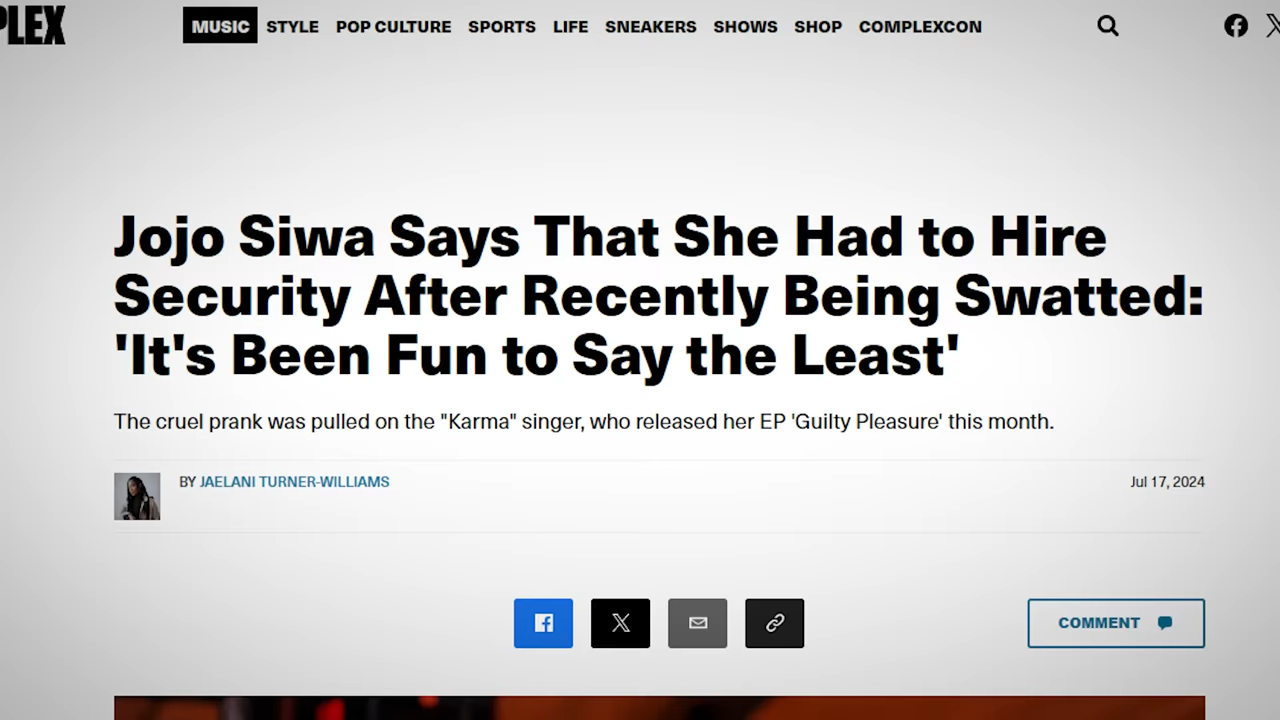 PLEX
MUSIC STYLE POP CULTURE SPORTS LIFE SNEAKERS SHOWS SHOP COMPLEXCON
Jojo Siwa Says That She Had to Hire
Security After Recently Being Swatted:
'It's Been Fun to Say the Least'
The cruel prank was pulled on the "Karma" singer, who released her EP 'Guilty Pleasure' this month.
BY JAELANI TURNER-WILLIAMS
Jul 17, 2024
COMMENT